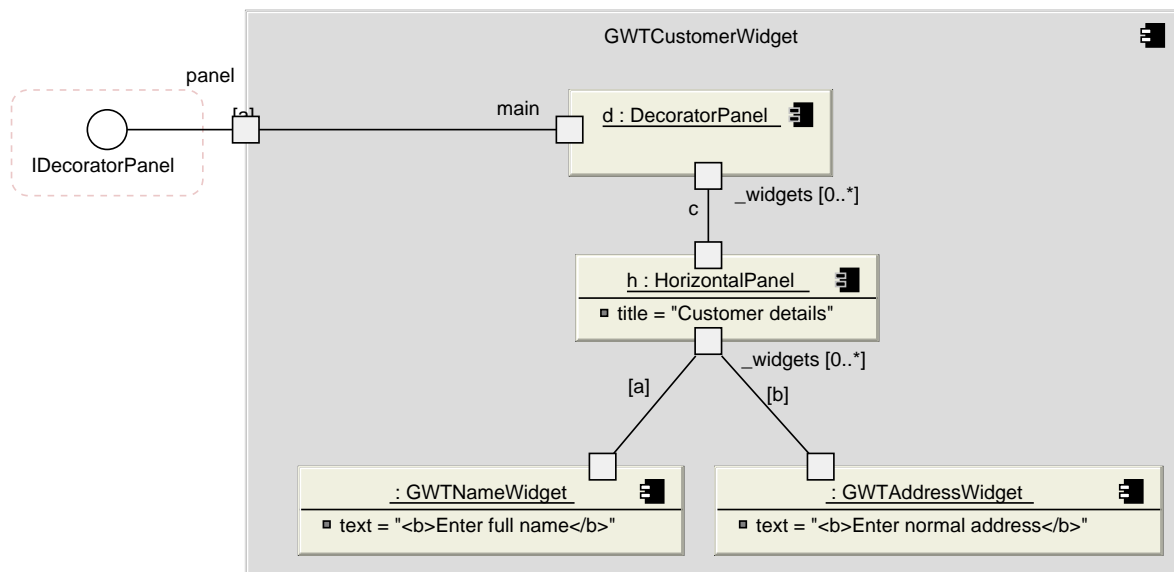 GWTCustomerWidget
panel
[a]
main
d : DecoratorPanel
IDecoratorPanel
_widgets [0..*]
c
h : HorizontalPanel
title = "Customer details"
_widgets [0..*]
[a]
[b]
: GWTNameWidget
text = "<b>Enter full name</b>"
: GWTAddressWidget
text = "<b>Enter normal address</b>"